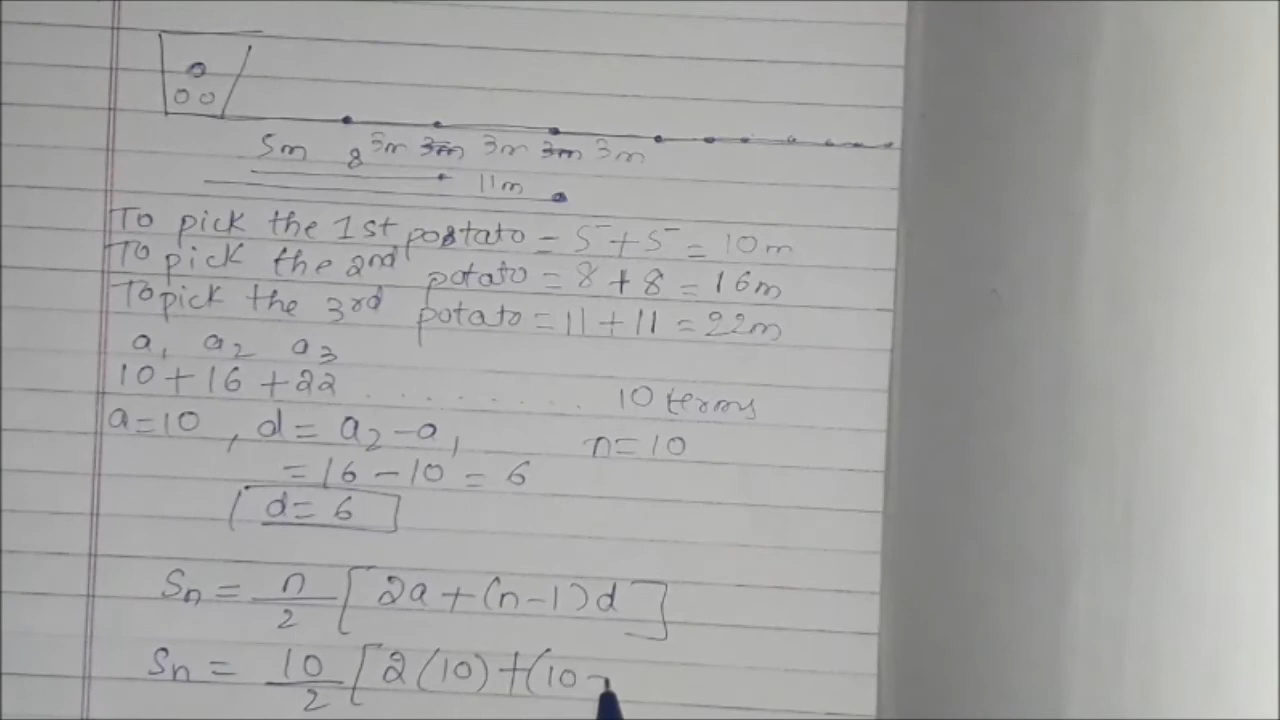 5m 8 3m 3m 3m 3m 3m
11m
To pick the 1st potato = 5 + 5 = 10m
To pick the 2nd potato = 8 + 8 = 16m
To pick the 3rd potato = 11 + 11 = 22m
a1 a2 a3
10 + 16 + 22 .......... 10 terms
a = 10 , d = a2 - a1 n = 10
= 16 - 10 = 6
d = 6
Sn = n/2 [ 2a + (n-1)d ]
Sn = 10/2 [ 2(10) + (10 -